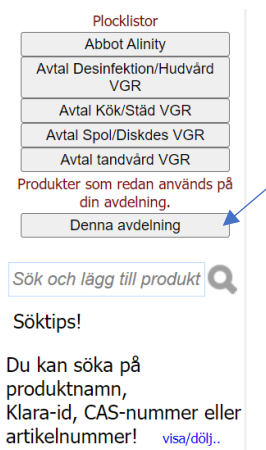 Plocklistor
Abbot Alinity
Avtal Desinfektion/Hudvård
VGR
Avtal Kök/Städ VGR
Avtal Spol/Diskdes VGR
Avtal tandvård VGR
Produkter som redan används på
din avdelning.
Denna avdelning
Sök och lägg till produkt
Söktips!
Du kan söka på
produktnamn,
Klara-id, CAS-nummer eller
artikelnummer! visa/dölj..